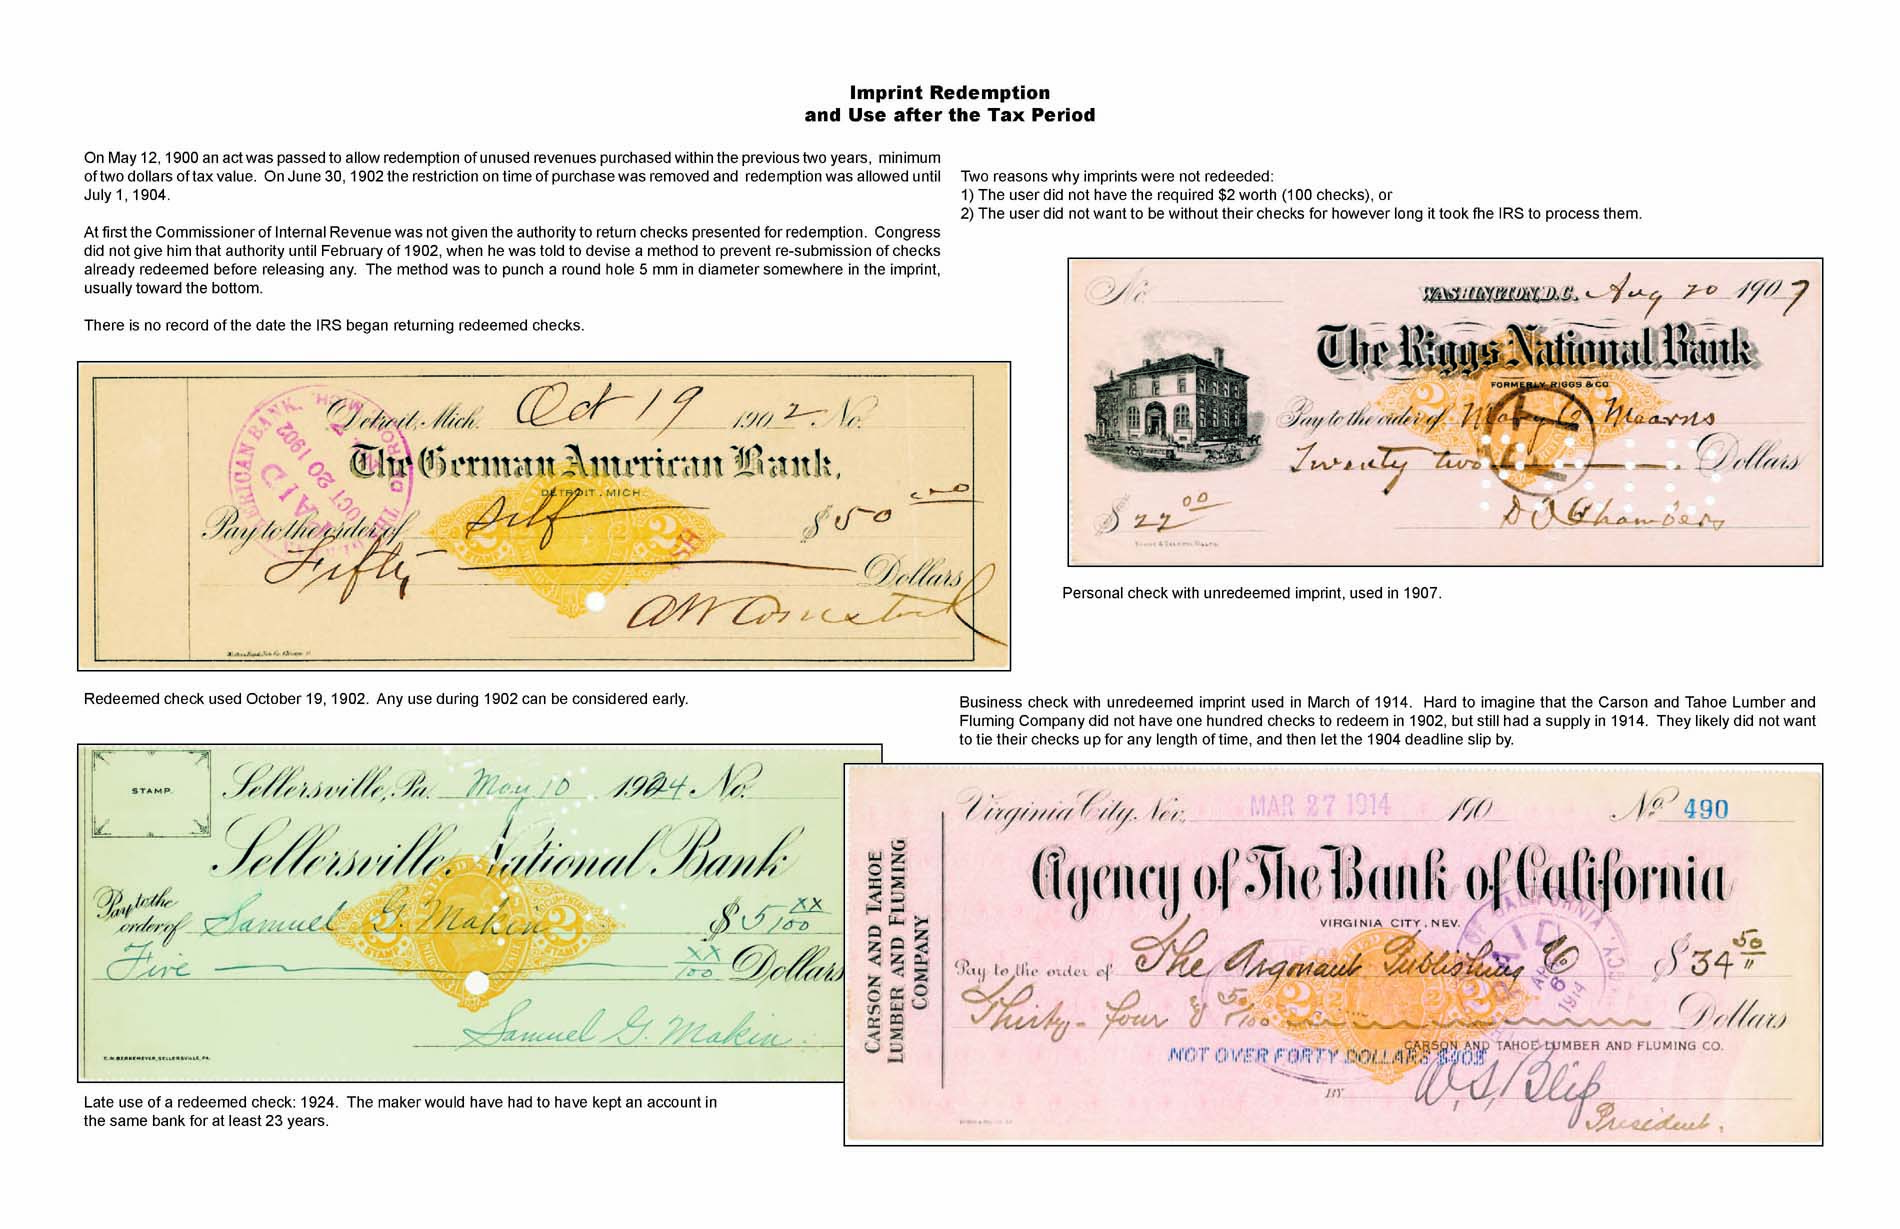 Imprint Redemption
and Use after the Tax Period
On May 12, 1900 an act was passed to allow redemption of unused revenues purchased within the previous two years, minimum
of two dollars of tax value. On June 30, 1902 the restriction on time of purchase was removed and redemption was allowed until
July 1, 1904.
At first the Commissioner of Internal Revenue was not given the authority to return checks presented for redemption. Congress
did not give him that authority until February of 1902, when he was told to devise a method to prevent re-submission of checks
already redeemed before releasing any. The method was to punch a round hole 5 mm in diameter somewhere in the imprint,
usually toward the bottom.
There is no record of the date the IRS began returning redeemed checks.
Detroit, Mich. Oct 19 1902 No.
The German American Bank,
DETROIT, MICH.
Pay to the order of Self $50
Fifty Dollars
AW Comstock
PAID
OCT 20 1902
Redeemed check used October 19, 1902. Any use during 1902 can be considered early.
STAMP.
Sellersville, Pa. May 10 1924 No.
Sellersville National Bank
Pay to the
order of Samuel G. Makin $5 xx/100
Five xx/100 Dollars
Samuel G. Makin
C.N.BERKEMEYER, SELLERSVILLE, PA.
Late use of a redeemed check: 1924. The maker would have had to have kept an account in
the same bank for at least 23 years.
Two reasons why imprints were not redeeded:
1) The user did not have the required $2 worth (100 checks), or
2) The user did not want to be without their checks for however long it took fhe IRS to process them.
No.
WASHINGTON, D.C. Aug 20 1907
The Riggs National Bank
FORMERLY RIGGS & CO.
Pay to the order of Mary C Mearns
Twenty two Dollars
$22 00
D A Chambers
Personal check with unredeemed imprint, used in 1907.
Business check with unredeemed imprint used in March of 1914. Hard to imagine that the Carson and Tahoe Lumber and
Fluming Company did not have one hundred checks to redeem in 1902, but still had a supply in 1914. They likely did not want
to tie their checks up for any length of time, and then let the 1904 deadline slip by.
CARSON AND TAHOE
LUMBER AND FLUMING
COMPANY
Virginia City, Nev. MAR 27 1914 190 No. 490
Agency of The Bank of California
VIRGINIA CITY, NEV.
Pay to the order of The Argonaut Publishing Co $34 50
Thirty-four & 50/100 Dollars
CARSON AND TAHOE LUMBER AND FLUMING CO.
NOT OVER FORTY DOLLARS $40$
BY
President.
PAID
APR 6 1914